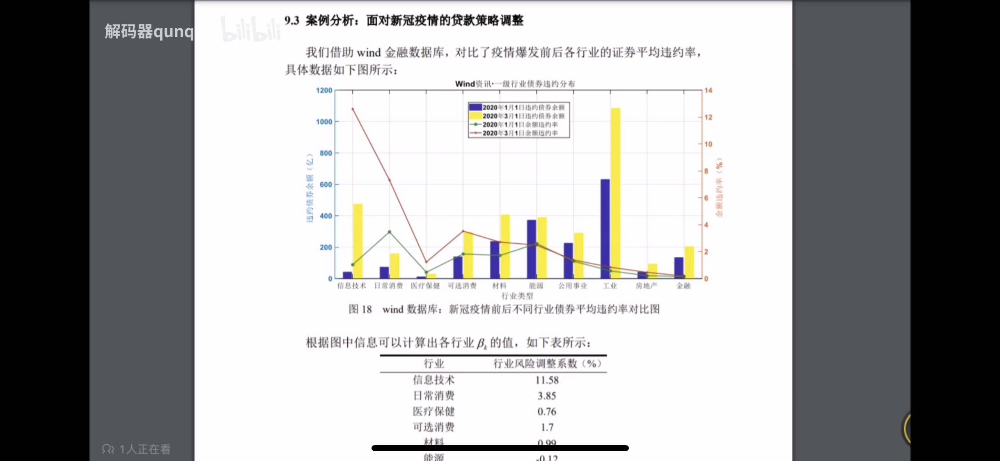 9.3 案例分析：面对新冠疫情的贷款策略调整
解码器qunq
bilibili
我们借助 wind 金融数据库，对比了疫情爆发前后各行业的证券平均违约率，
具体数据如下图所示：
Wind资讯·一级行业债券违约分布
2020年1月1日违约债券余额
2020年3月1日违约债券余额
2020年1月1日余额违约率
2020年3月1日余额违约率
违约债券余额（亿）
1200
1000
800
600
400
200
0
余额违约率（%）
14
12
10
8
6
4
2
0
信息技术 日常消费 医疗保健 可选消费 材料 能源 公用事业 工业 房地产 金融
行业类型
图 18 wind 数据库：新冠疫情前后不同行业债券平均违约率对比图
根据图中信息可以计算出各行业 βk 的值，如下表所示：
行业 行业风险调整系数（%）
信息技术 11.58
日常消费 3.85
医疗保健 0.76
可选消费 1.7
材料 0.99
能源 -0.12
1人正在看